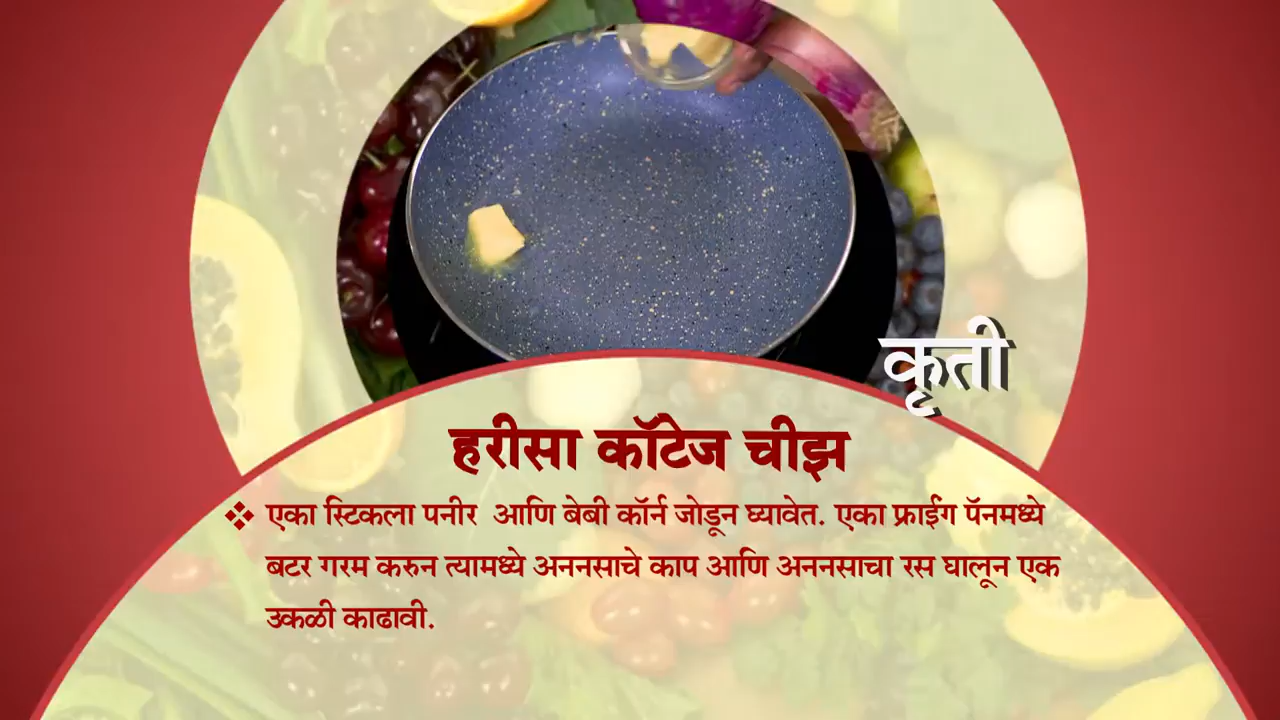 कृती
हरीसा कॉटेज चीझ
❖ एका स्टिकला पनीर आणि बेबी कॉर्न जोडून घ्यावेत. एका फ्राईंग पॅनमध्ये
बटर गरम करुन त्यामध्ये अननसाचे काप आणि अननसाचा रस घालून एक
उकळी काढावी.